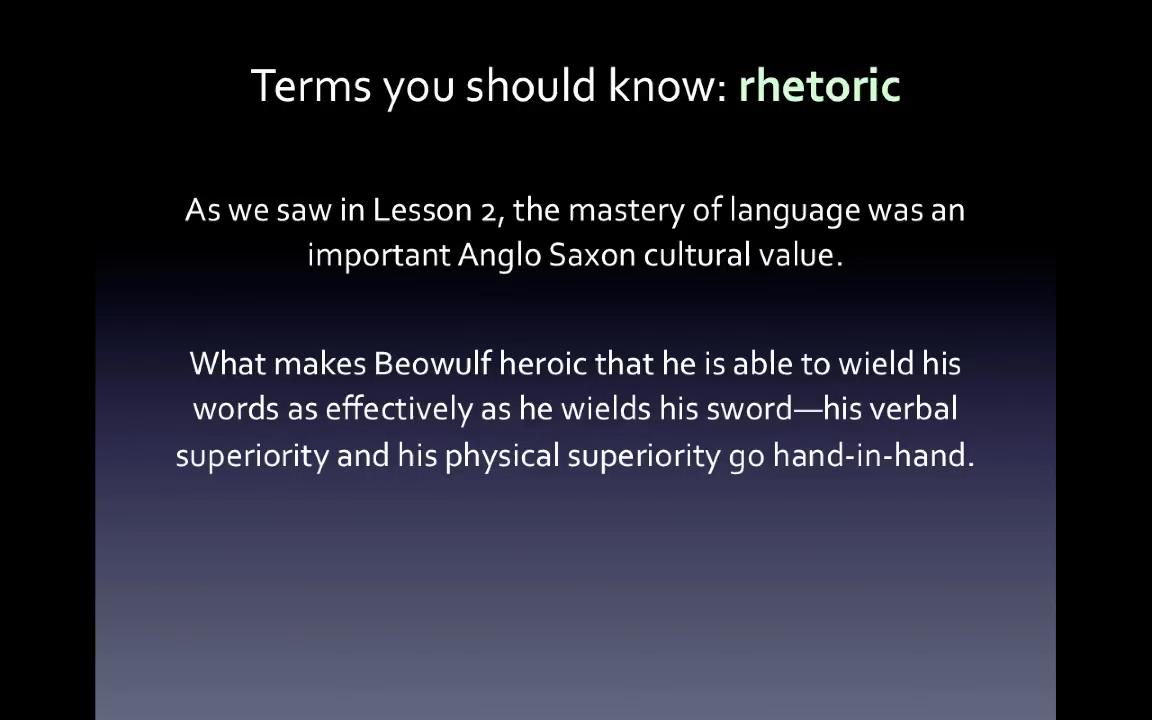 Terms you should know: rhetoric
As we saw in Lesson 2, the mastery of language was an
important Anglo Saxon cultural value.
What makes Beowulf heroic that he is able to wield his
words as effectively as he wields his sword—his verbal
superiority and his physical superiority go hand-in-hand.